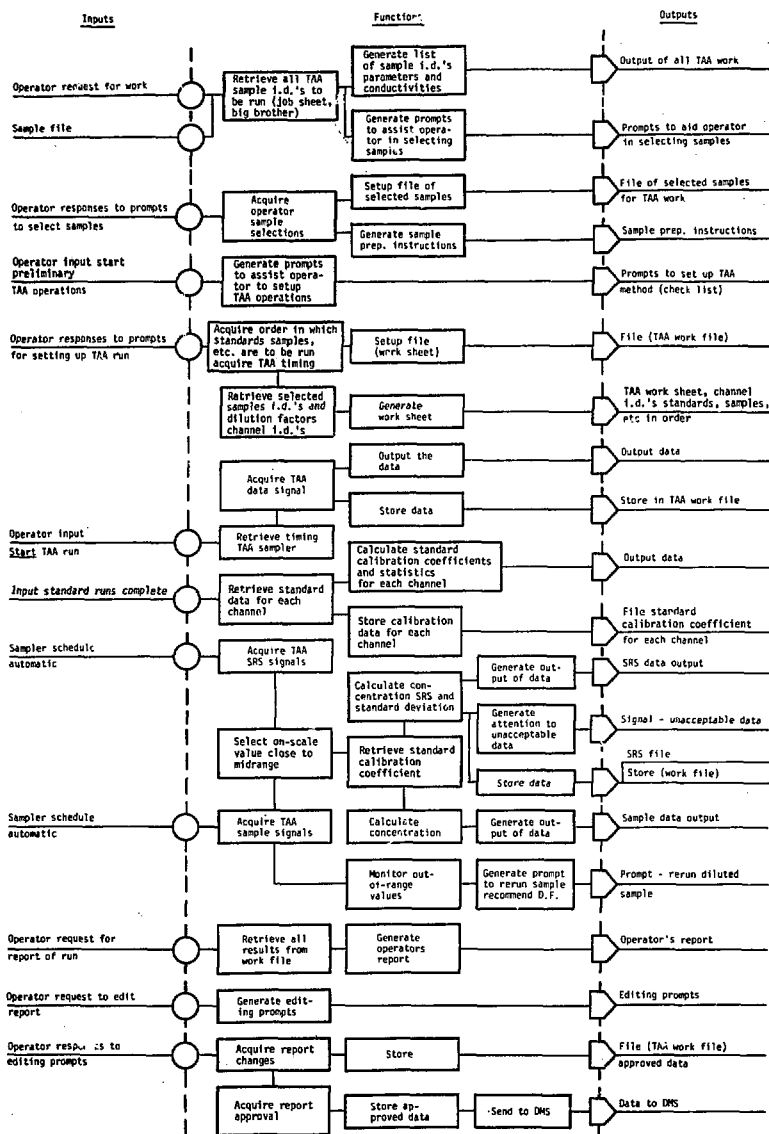 Inputs
Functions
Outputs
Operator request for work
Sample file
Retrieve all TAA
sample i.d.'s to
be run (job sheet,
big brother)
Generate list
of sample i.d.'s
parameters and
conductivities
Output of all TAA work
Generate prompts
to assist opera-
tor in selecting
samples
Prompts to aid operator
in selecting samples
Operator responses to prompts
to select samples
Acquire
operator
sample
selections
Setup file of
selected samples
File of selected samples
for TAA work
Generate sample
prep. instructions
Sample prep. instructions
Operator input start
preliminary
TAA operations
Generate prompts
to assist opera-
tor to setup
TAA operations
Prompts to set up TAA
method (check list)
Operator responses to prompts
for setting up TAA run
Acquire order in which
standards samples,
etc. are to be run
acquire TAA timing
Setup file
(work sheet)
File (TAA work file)
Retrieve selected
samples i.d.'s and
dilution factors
channel i.d.'s
Generate
work sheet
TAA work sheet, channel
i.d.'s standards, samples,
etc in order
Acquire TAA
data signal
Output the
data
Output data
Store data
Store in TAA work file
Operator input
Start TAA run
Retrieve timing
TAA sampler
Calculate standard
calibration coefficients
and statistics
for each channel
Output data
Input standard runs complete
Retrieve standard
data for each
channel
Store calibration
data for each
channel
File standard
calibration coefficient
for each channel
Sampler schedule
automatic
Acquire TAA
SRS signals
Calculate con-
centration SRS and
standard deviation
Generate out-
put of data
SRS data output
Generate
attention to
unacceptable
data
Signal - unacceptable data
Select on-scale
value close to
midrange
Retrieve standard
calibration
coefficient
Store data
SRS file
Store (work file)
Sampler schedule
automatic
Acquire TAA
sample signals
Calculate
concentration
Generate out-
put of data
Sample data output
Monitor out-
of-range
values
Generate prompt
to rerun sample
recommend D.F.
Prompt - rerun diluted
sample
Operator request for
report of run
Retrieve all
results from
work file
Generate
operators
report
Operator's report
Operator request to edit
report
Generate edit-
ing prompts
Editing prompts
Operator responses to
editing prompts
Acquire report
changes
Store
File (TAA work file)
approved data
Acquire report
approval
Store ap-
proved data
Send to DMS
Data to DMS